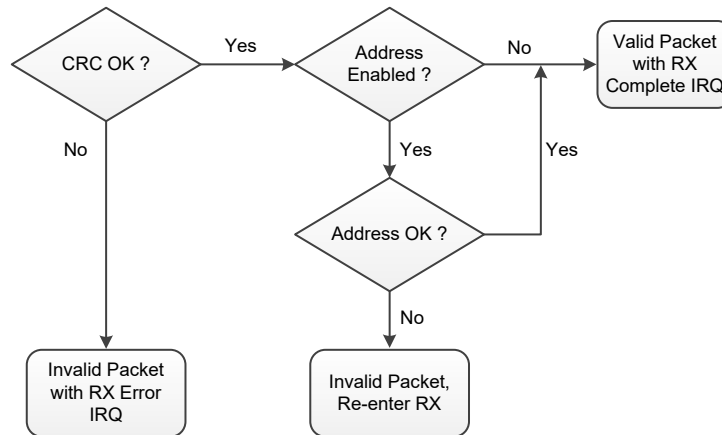 CRC OK ?
Yes
Address
Enabled ?
No
Valid Packet
with RX
Complete IRQ
No
Yes
Yes
Address OK ?
No
Invalid Packet
with RX Error
IRQ
Invalid Packet,
Re-enter RX